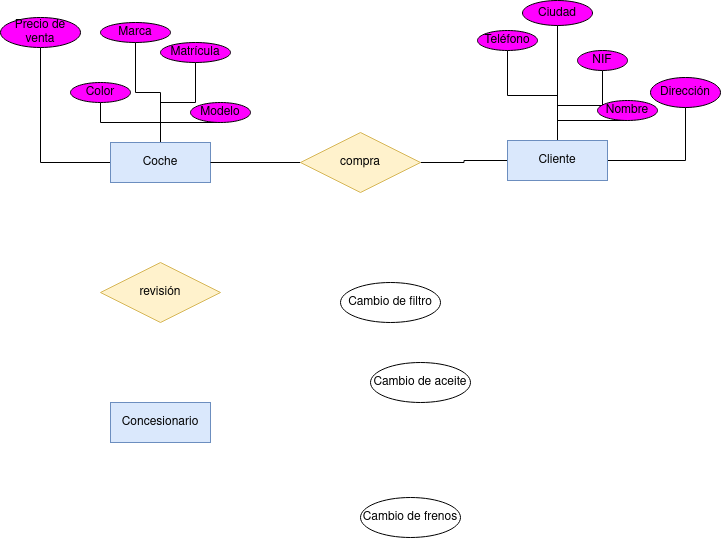 Precio de
venta
Marca
Matrícula
Color
Modelo
Ciudad
Teléfono
NIF
Nombre
Dirección
Coche
compra
Cliente
revisión
Cambio de filtro
Cambio de aceite
Concesionario
Cambio de frenos